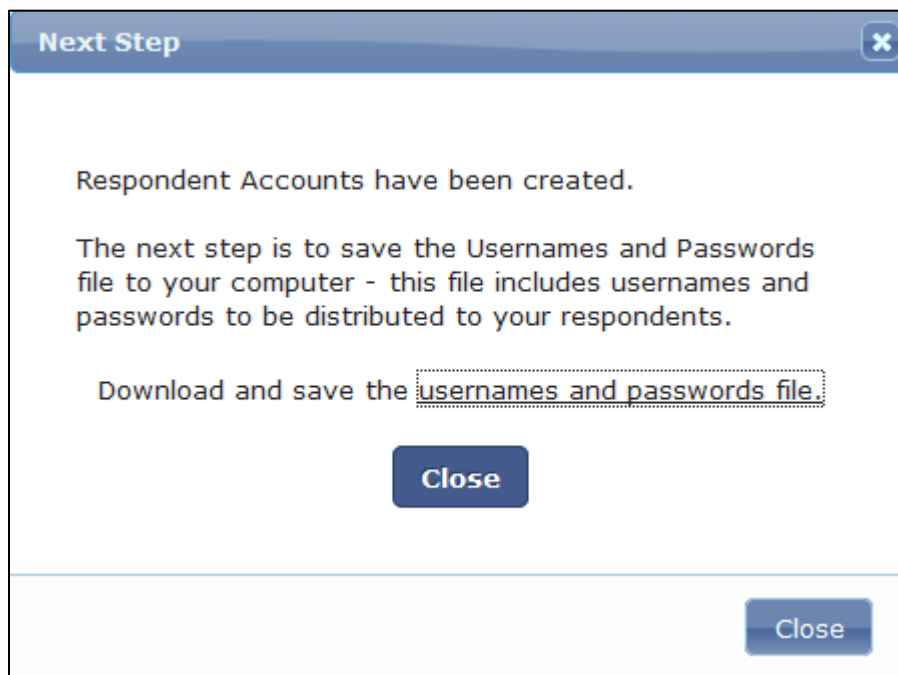 Next Step
Respondent Accounts have been created.
The next step is to save the Usernames and Passwords
file to your computer - this file includes usernames and
passwords to be distributed to your respondents.
Download and save the usernames and passwords file.
Close
Close